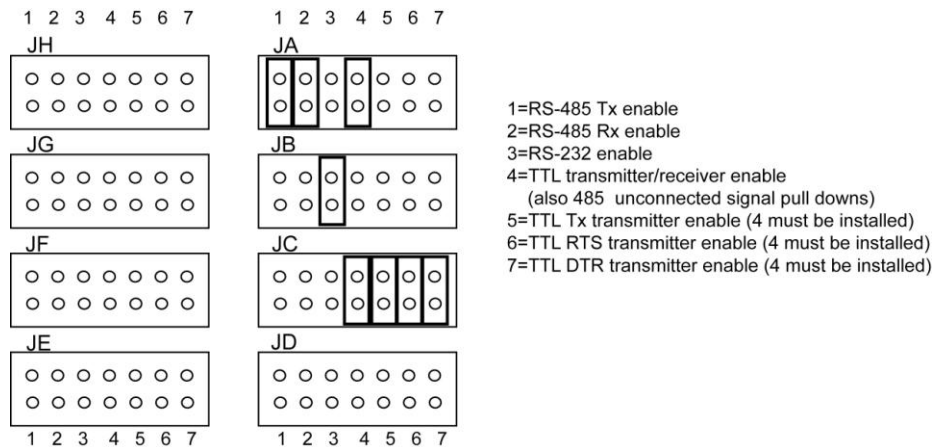 1 2 3 4 5 6 7
1 2 3 4 5 6 7
JH
JA
JG
JB
JF
JC
JE
JD
1 2 3 4 5 6 7
1 2 3 4 5 6 7
1=RS-485 Tx enable
2=RS-485 Rx enable
3=RS-232 enable
4=TTL transmitter/receiver enable
(also 485 unconnected signal pull downs)
5=TTL Tx transmitter enable (4 must be installed)
6=TTL RTS transmitter enable (4 must be installed)
7=TTL DTR transmitter enable (4 must be installed)